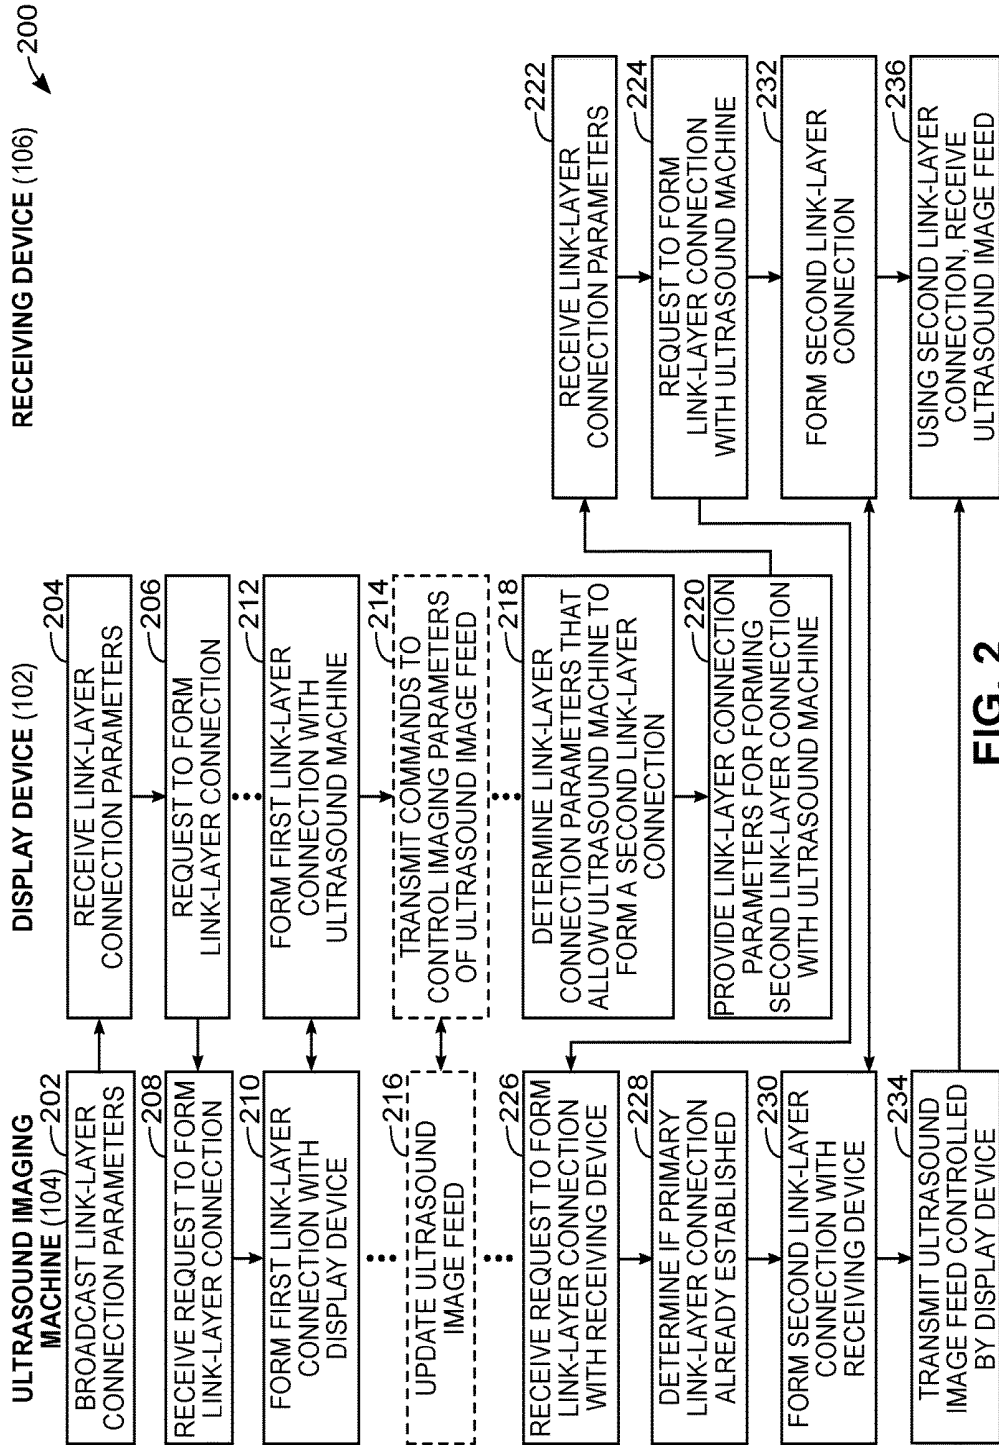 200
ULTRASOUND IMAGING
MACHINE (104)
202
BROADCAST LINK-LAYER
CONNECTION PARAMETERS
208
RECEIVE REQUEST TO FORM
LINK-LAYER CONNECTION
210
FORM FIRST LINK-LAYER
CONNECTION WITH
DISPLAY DEVICE
216
UPDATE ULTRASOUND
IMAGE FEED
226
RECEIVE REQUEST TO FORM
LINK-LAYER CONNECTION
WITH RECEIVING DEVICE
228
DETERMINE IF PRIMARY
LINK-LAYER CONNECTION
ALREADY ESTABLISHED
230
FORM SECOND LINK-LAYER
CONNECTION WITH
RECEIVING DEVICE
234
TRANSMIT ULTRASOUND
IMAGE FEED CONTROLLED
BY DISPLAY DEVICE
DISPLAY DEVICE (102)
204
RECEIVE LINK-LAYER
CONNECTION PARAMETERS
206
REQUEST TO FORM
LINK-LAYER CONNECTION
212
FORM FIRST LINK-LAYER
CONNECTION WITH
ULTRASOUND MACHINE
214
TRANSMIT COMMANDS TO
CONTROL IMAGING PARAMETERS
OF ULTRASOUND IMAGE FEED
218
DETERMINE LINK-LAYER
CONNECTION PARAMETERS THAT
ALLOW ULTRASOUND MACHINE TO
FORM A SECOND LINK-LAYER
CONNECTION
220
PROVIDE LINK-LAYER CONNECTION
PARAMETERS FOR FORMING
SECOND LINK-LAYER CONNECTION
WITH ULTRASOUND MACHINE
RECEIVING DEVICE (106)
222
RECEIVE LINK-LAYER
CONNECTION PARAMETERS
224
REQUEST TO FORM
LINK-LAYER CONNECTION
WITH ULTRASOUND MACHINE
232
FORM SECOND LINK-LAYER
CONNECTION
236
USING SECOND LINK-LAYER
CONNECTION, RECEIVE
ULTRASOUND IMAGE FEED
FIG. 2